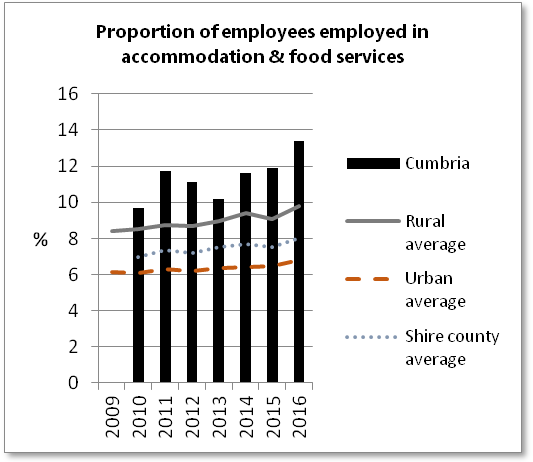 Proportion of employees employed in
accommodation & food services
16
14
12
10
8
6
4
2
0
%
2009
2010
2011
2012
2013
2014
2015
2016
Cumbria
Rural
average
Urban
average
Shire county
average